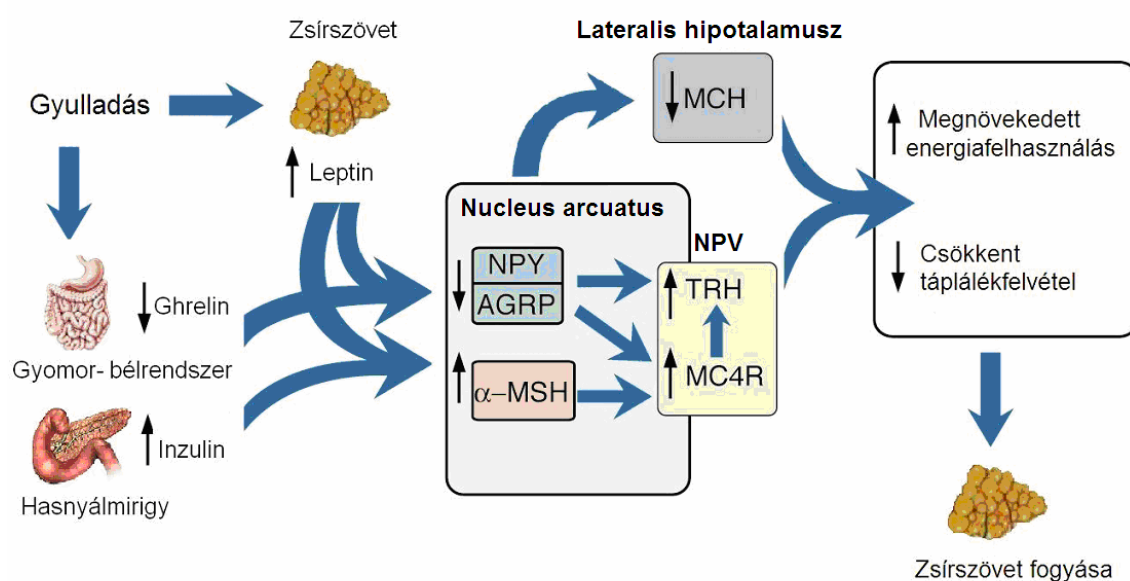 Zsírszövet
Lateralis hipotalamusz
Gyulladás
MCH
Megnövekedett
energiafelhasználás
Leptin
Nucleus arcuatus
NPV
NPY
AGRP
TRH
Csökkent
táplálékfelvétel
Ghrelin
Gyomor- bélrendszer
α–MSH
MC4R
Inzulin
Hasnyálmirigy
Zsírszövet fogyása